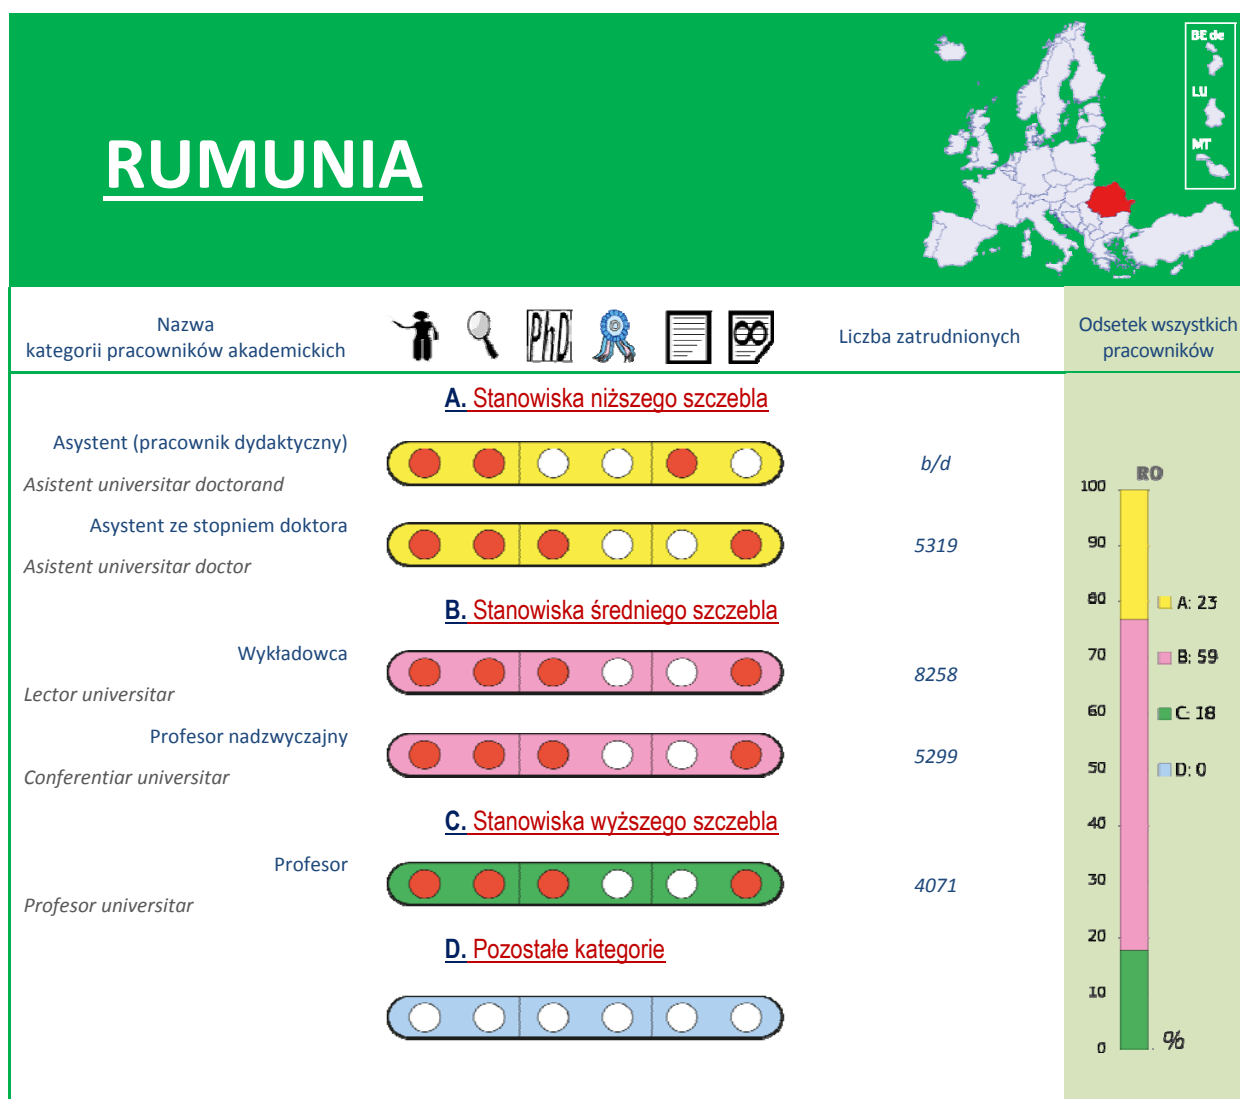 RUMUNIA
BE de
LU
MT
Nazwa
kategorii pracowników akademickich
PhD
Liczba zatrudnionych
Odsetek wszystkich
pracowników
A. Stanowiska niższego szczebla
Asystent (pracownik dydaktyczny)
Asistent universitar doctorand
b/d
Asystent ze stopniem doktora
Asistent universitar doctor
5319
B. Stanowiska średniego szczebla
Wykładowca
Lector universitar
8258
Profesor nadzwyczajny
Conferentiar universitar
5299
C. Stanowiska wyższego szczebla
Profesor
Profesor universitar
4071
D. Pozostałe kategorie
RO
100
90
80
70
60
50
40
30
20
10
0
%
A: 23
B: 59
C: 18
D: 0